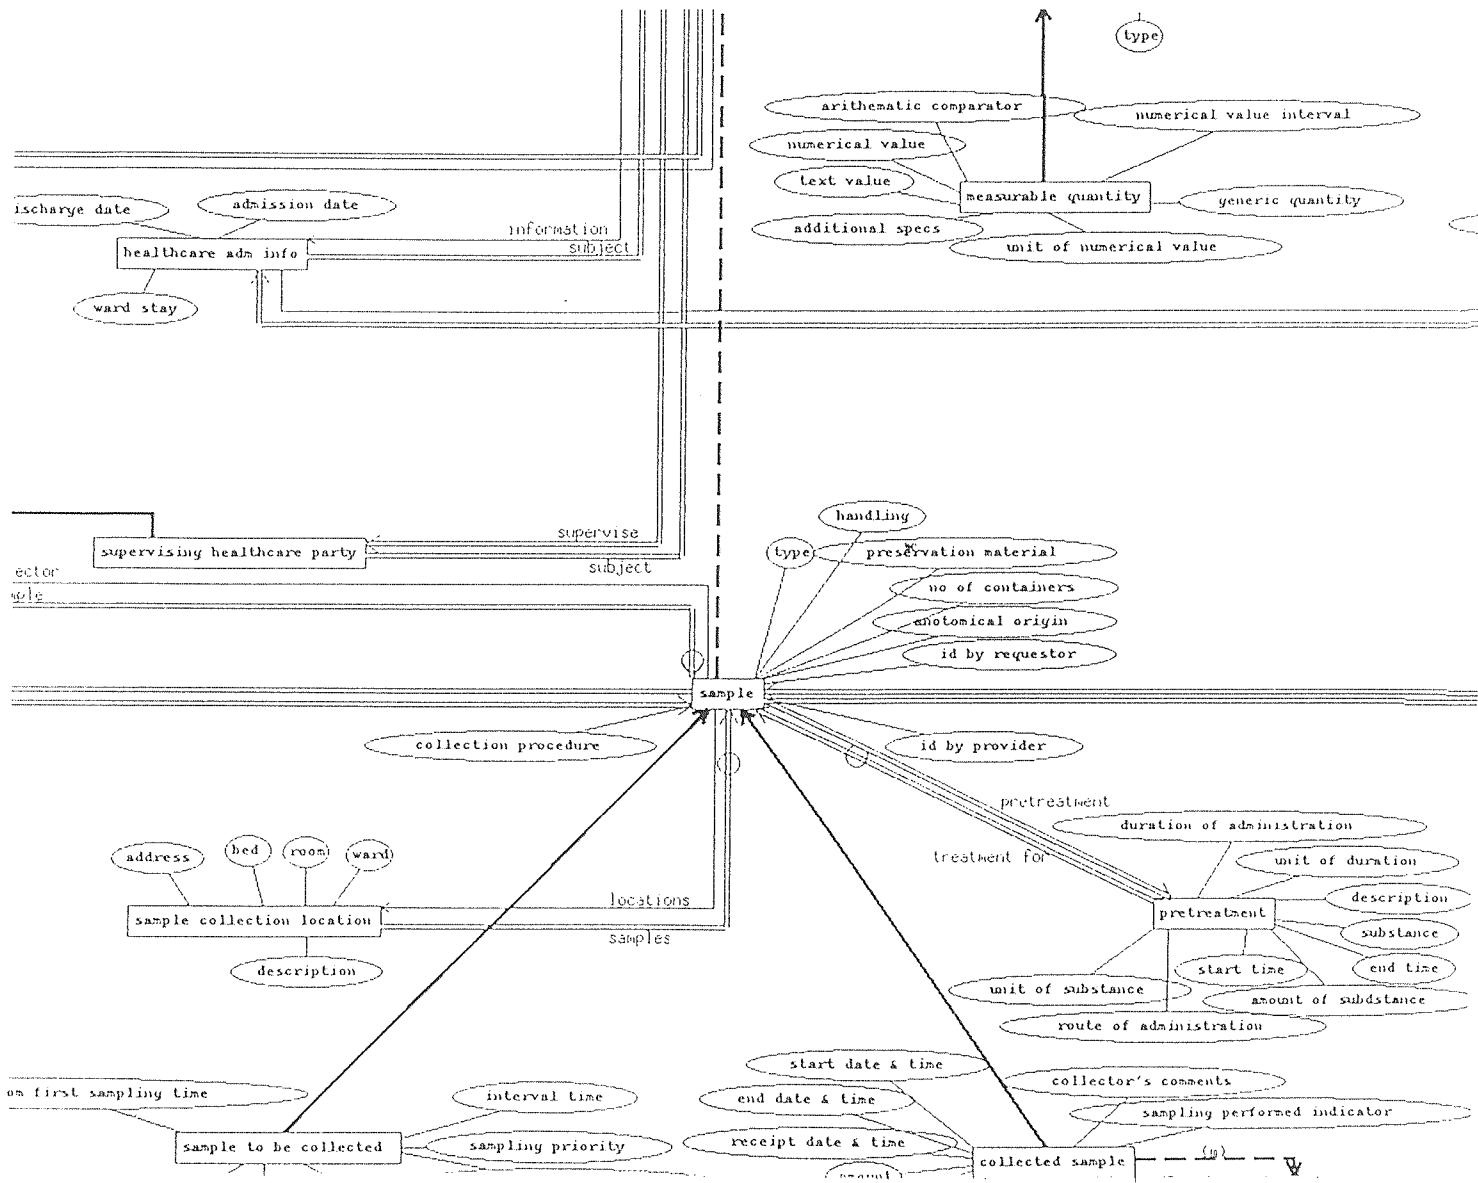 type
arithematic comparator
numerical value interval
numerical value
text value
measurable quantity
generic quantity
additional specs
unit of numerical value
ischarye date
admission date
information
subject
healthcare adm info
ward stay
handling
supervise
supervising healthcare party
type
preservation material
subject
ector
no of containers
anotomical origin
id by requestor
sample
collection procedure
id by provider
pretreatment
duration of administration
treatment for
unit of duration
address
bed
room
ward
description
locations
sample collection location
pretreatment
substance
samples
description
start time
end time
unit of substance
amount of subdstance
route of administration
start date & time
collector's comments
om first sampling time
interval time
end date & time
sampling performed indicator
sample to be collected
sampling priority
receipt date & time
collected sample
amount